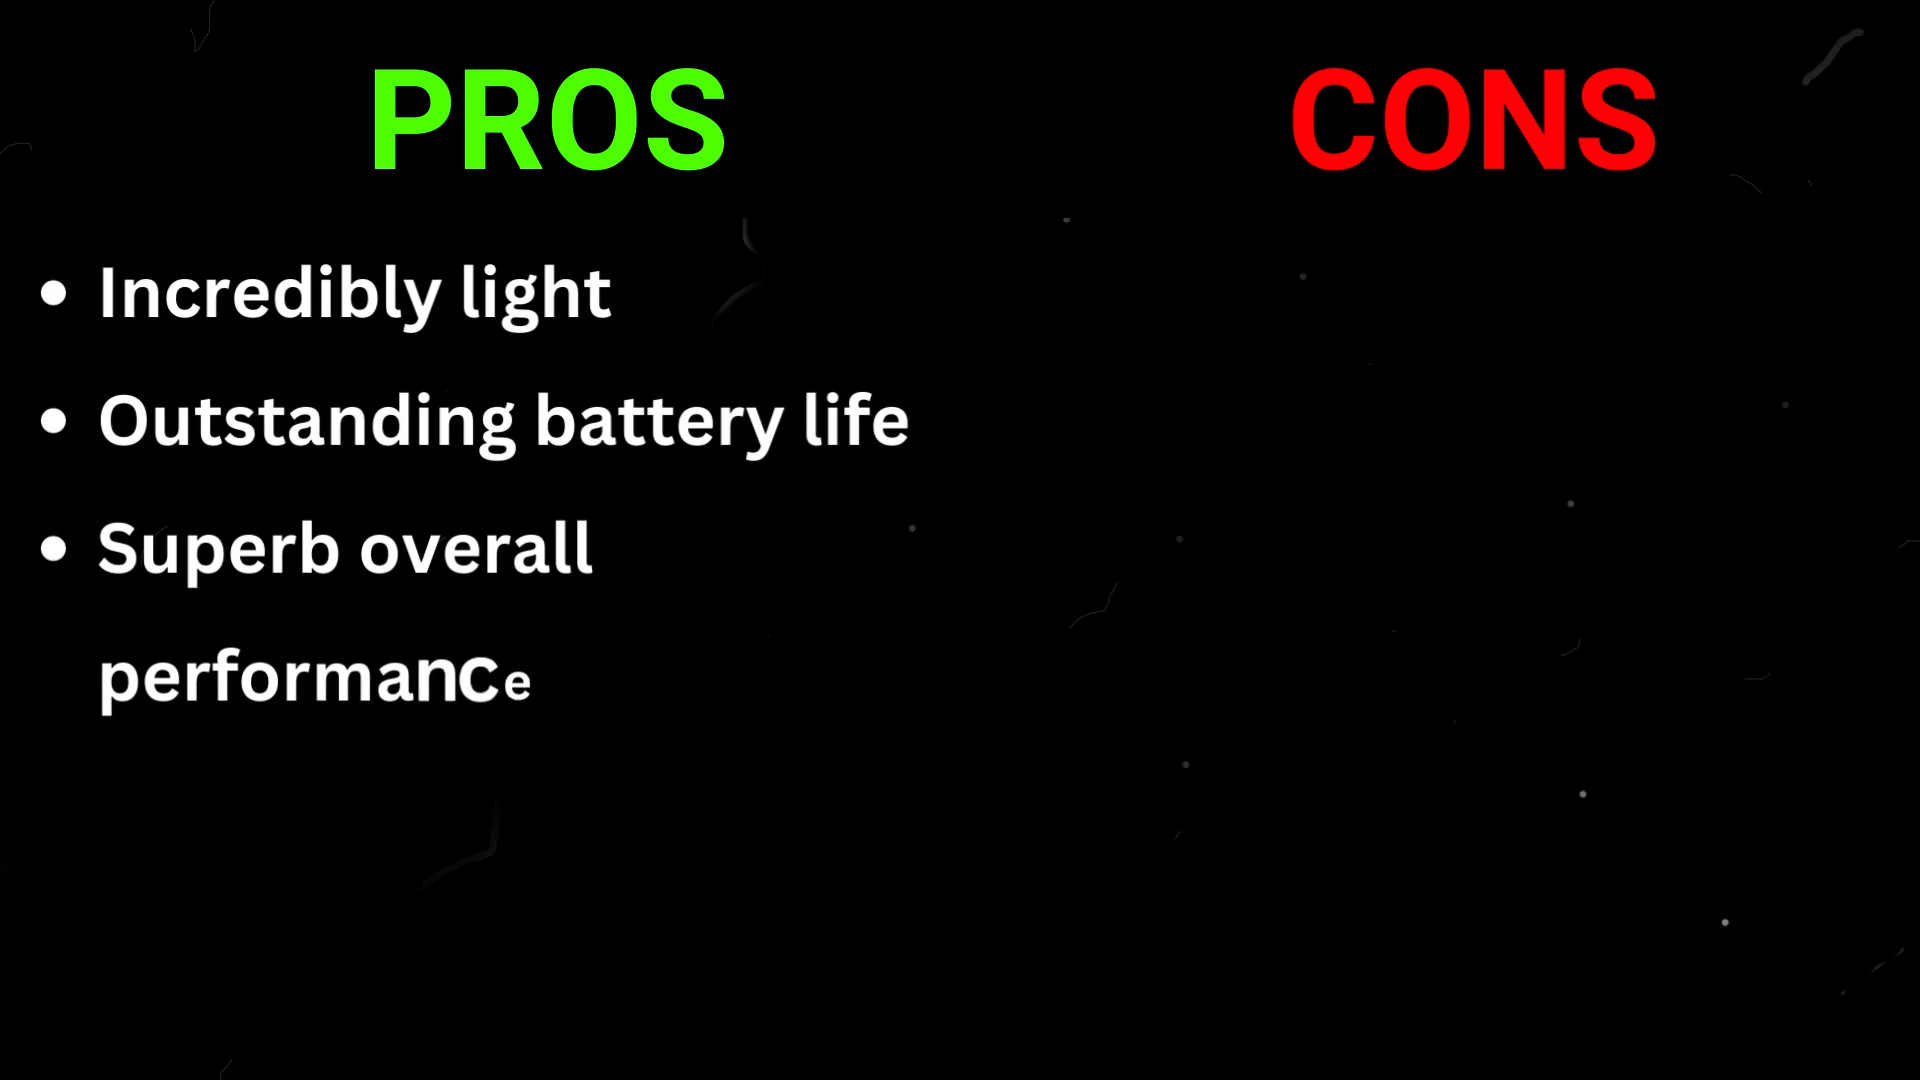 PROS
CONS
• Incredibly light
• Outstanding battery life
• Superb overall
performance